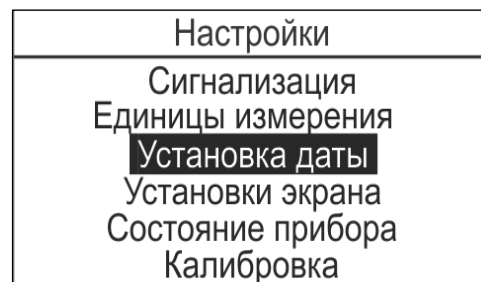 Настройки
Сигнализация
Единицы измерения
Установка даты
Установки экрана
Состояние прибора
Калибровка